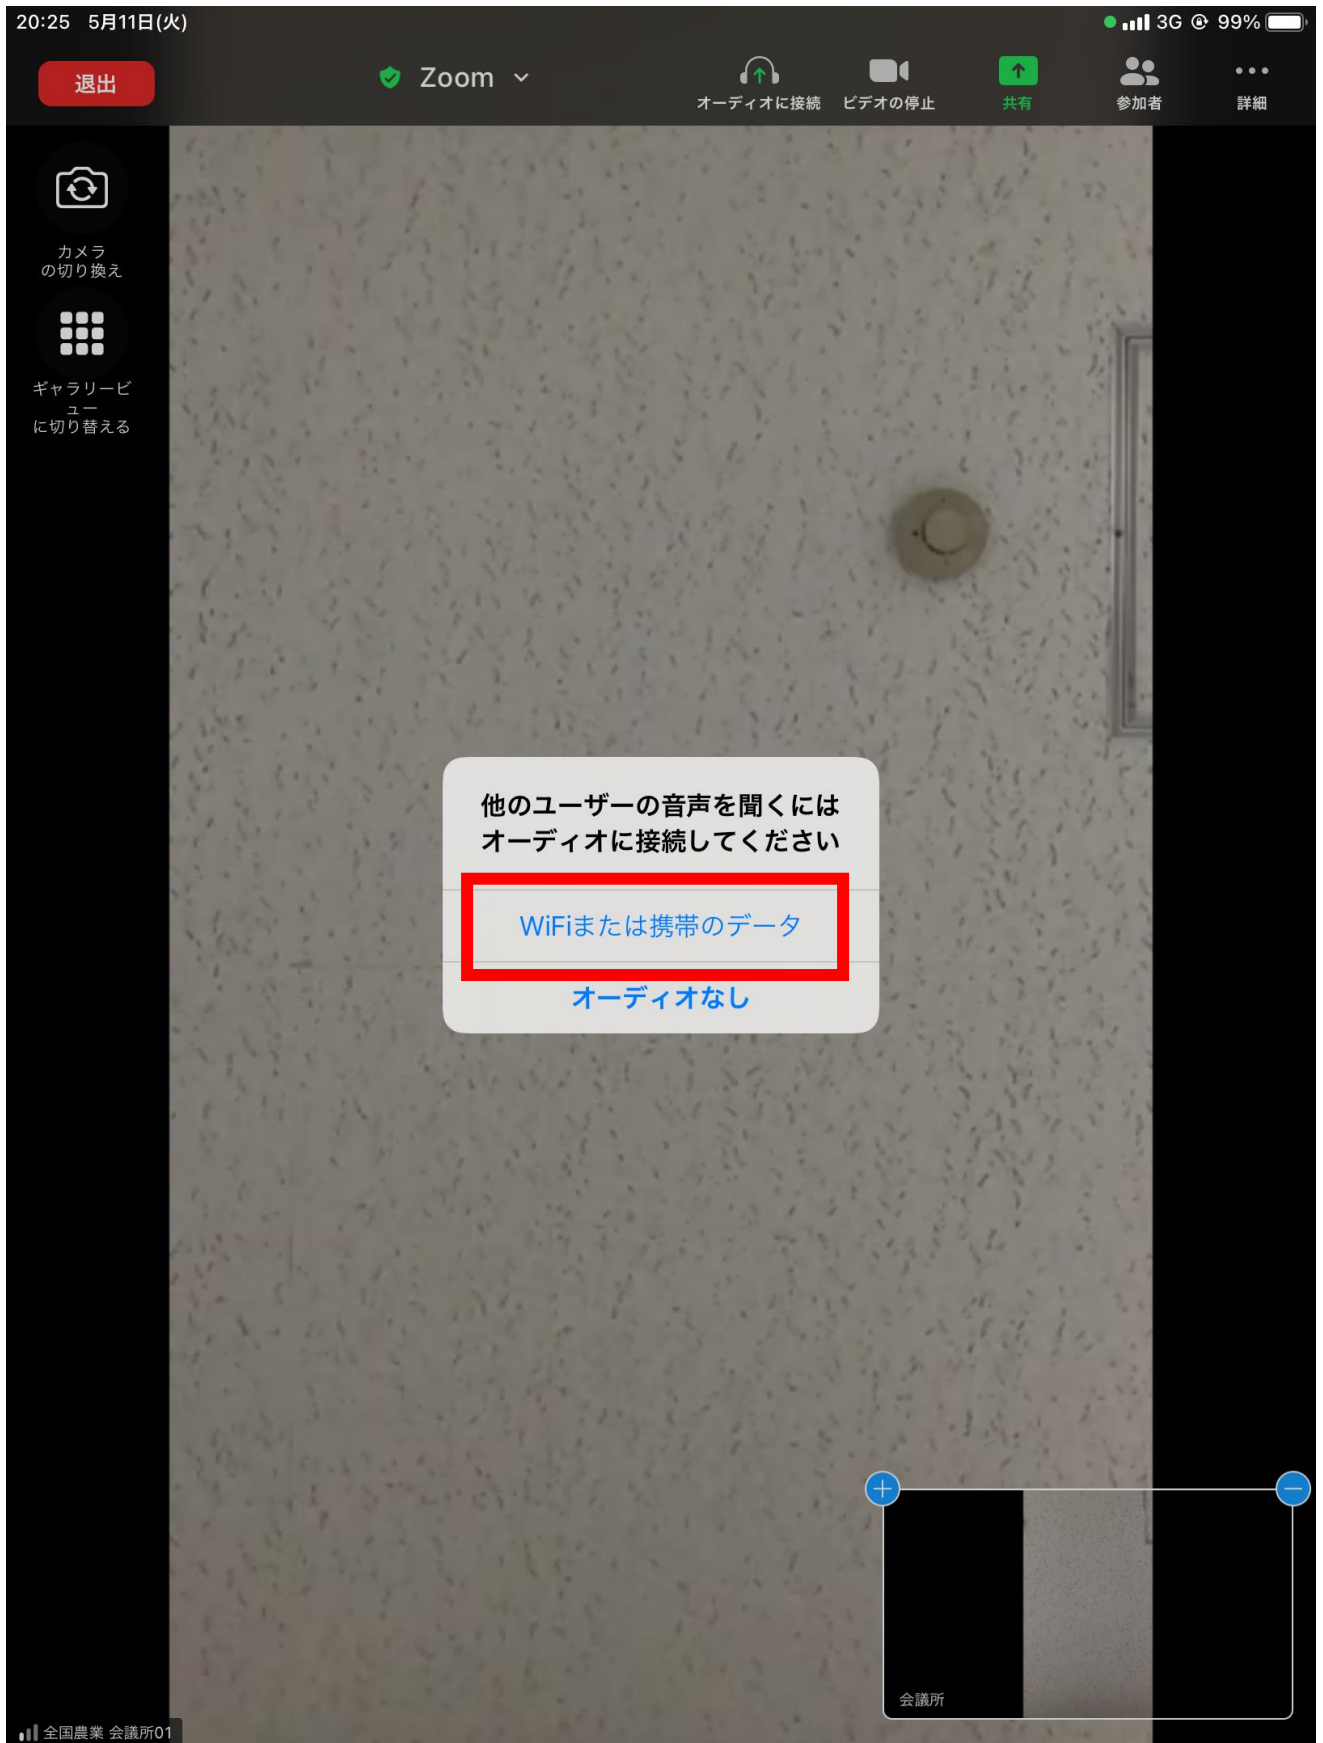 20:25 5月11日(火)
3G 99%
退出
Zoom
オーディオに接続
ビデオの停止
共有
参加者
詳細
カメラ
の切り換え
ギャラリービ
ュー
に切り替える
他のユーザーの音声を聞くには
オーディオに接続してください
WiFiまたは携帯のデータ
オーディオなし
会議所
全国農業 会議所01